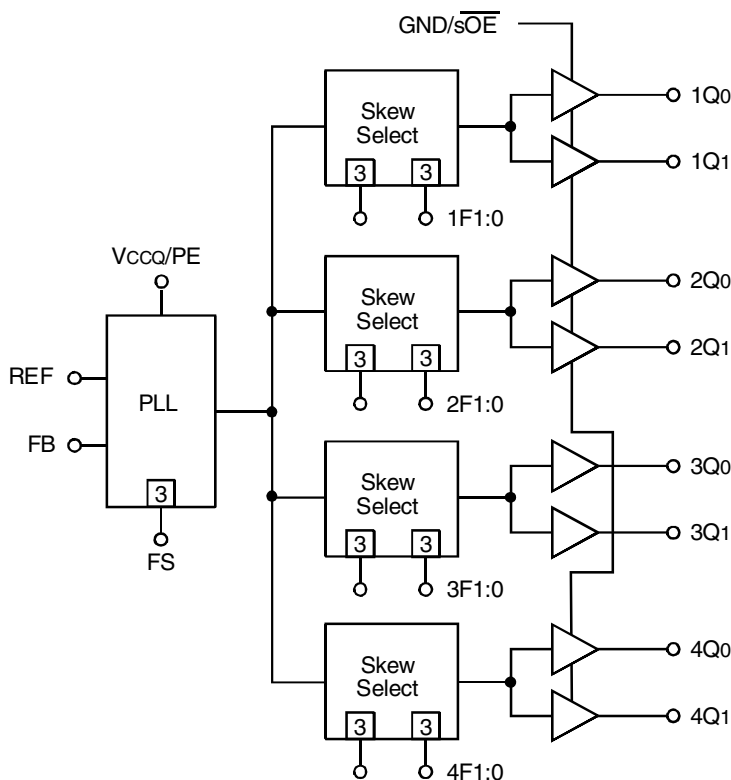 GND/sOE
Skew
Select
3 3
1F1:0
1Q0
1Q1
VCCQ/PE
REF
FB
PLL
3
FS
Skew
Select
3 3
2F1:0
2Q0
2Q1
Skew
Select
3 3
3F1:0
3Q0
3Q1
Skew
Select
3 3
4F1:0
4Q0
4Q1